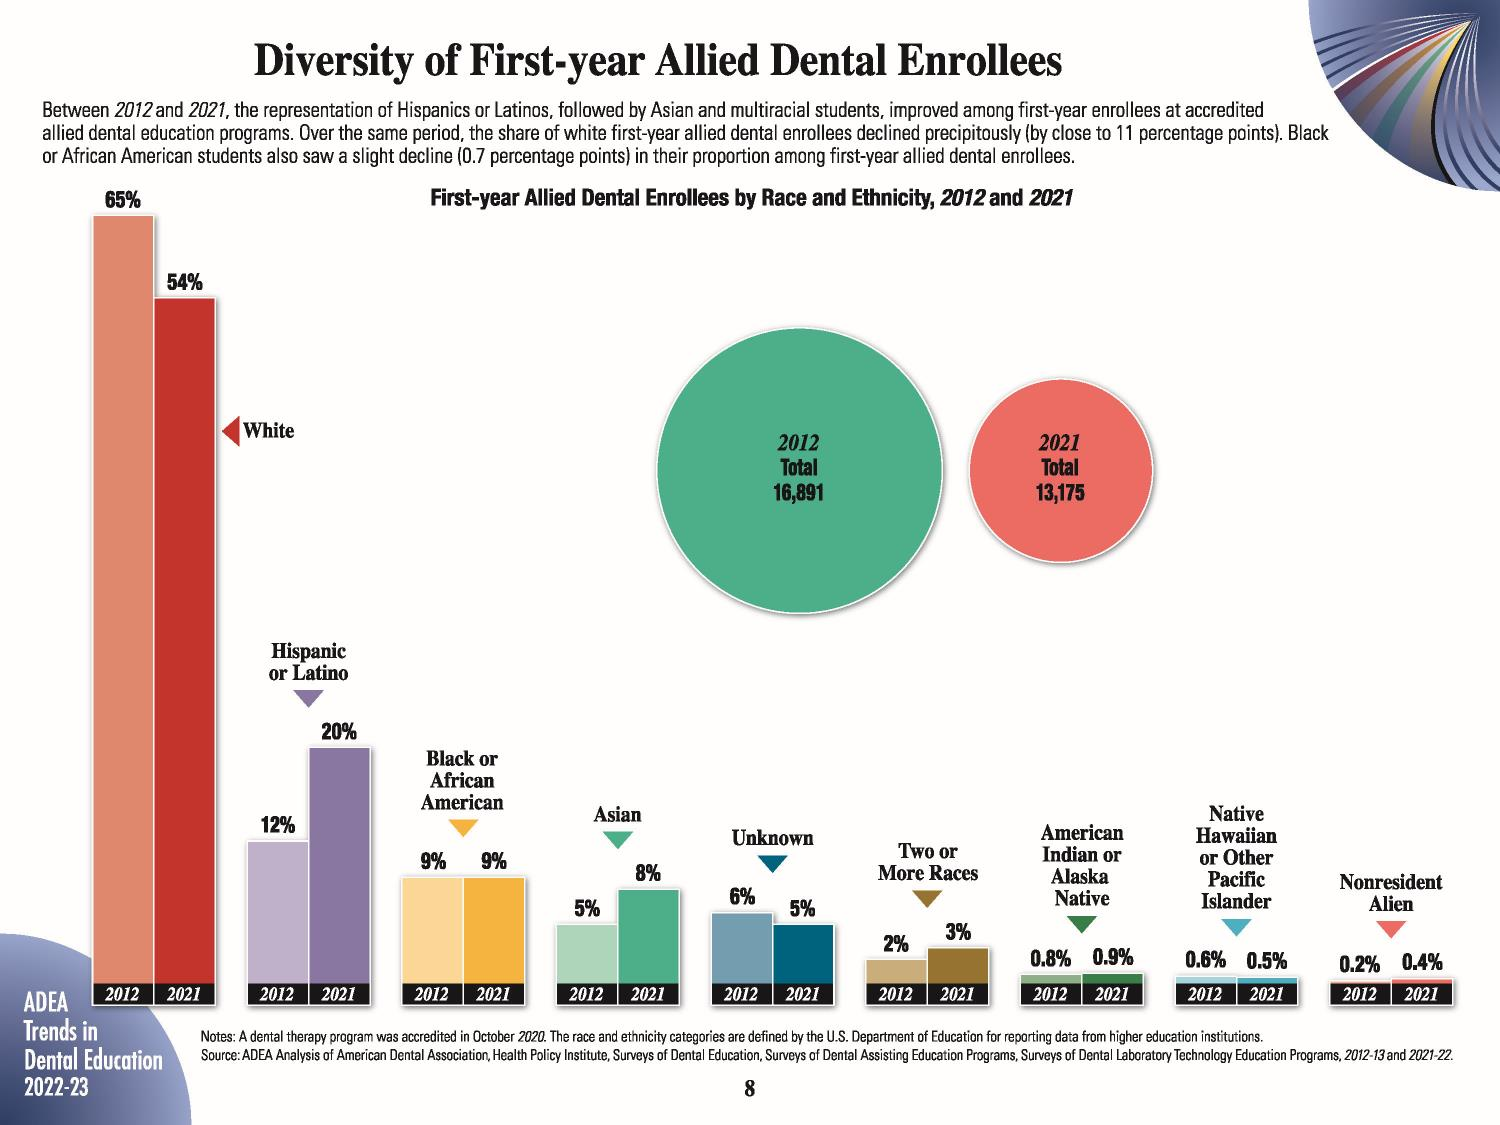 Diversity of First-year Allied Dental Enrollees
Between 2012 and 2021, the representation of Hispanics or Latinos, followed by Asian and multiracial students, improved among first-year enrollees at accredited
allied dental education programs. Over the same period, the share of white first-year allied dental enrollees declined precipitously (by close to 11 percentage points). Black
or African American students also saw a slight decline (0.7 percentage points) in their proportion among first-year allied dental enrollees.
First-year Allied Dental Enrollees by Race and Ethnicity, 2012 and 2021
65%
54%
White
2012
Total
16,891
2021
Total
13,175
Hispanic
or Latino
12%
20%
Black or
African
American
9%
9%
Asian
5%
8%
Unknown
6%
5%
Two or
More Races
2%
3%
American
Indian or
Alaska
Native
0.8%
0.9%
Native
Hawaiian
or Other
Pacific
Islander
0.6%
0.5%
Nonresident
Alien
0.2%
0.4%
2012 2021 2012 2021 2012 2021 2012 2021 2012 2021 2012 2021 2012 2021 2012 2021 2012 2021
ADEA
Trends in
Dental Education
2022-23
Notes: A dental therapy program was accredited in October 2020. The race and ethnicity categories are defined by the U.S. Department of Education for reporting data from higher education institutions.
Source: ADEA Analysis of American Dental Association, Health Policy Institute, Surveys of Dental Education, Surveys of Dental Assisting Education Programs, Surveys of Dental Laboratory Technology Education Programs, 2012-13 and 2021-22.
8